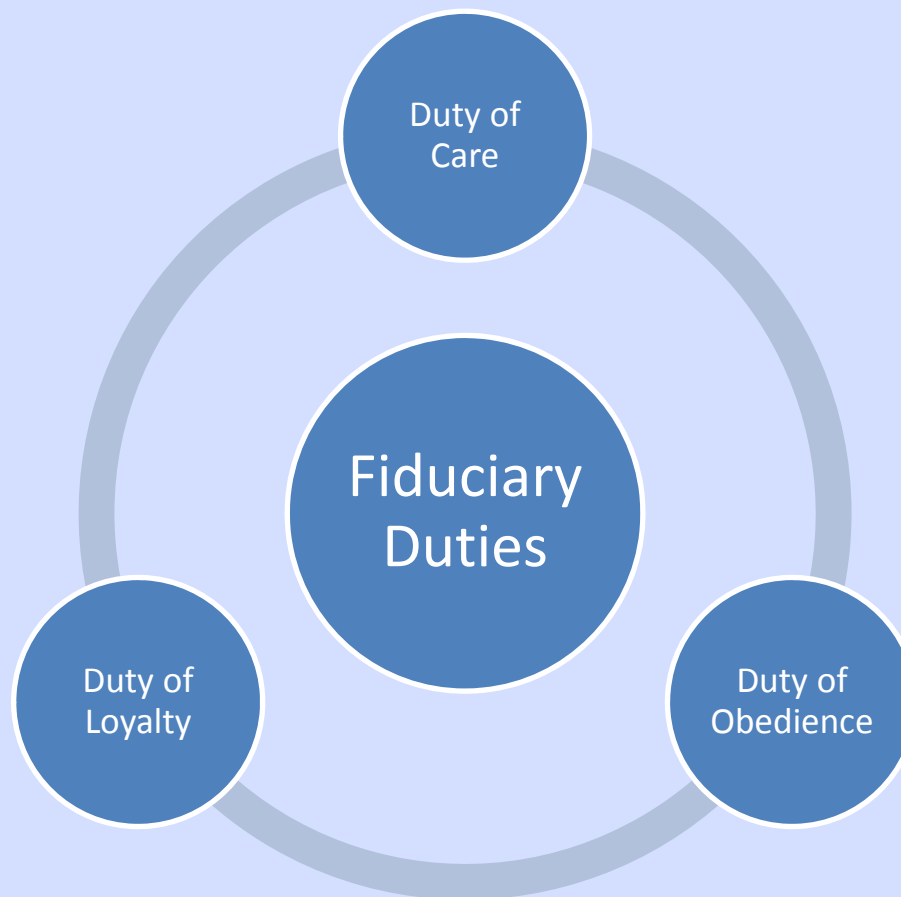 Duty of
Care
Fiduciary
Duties
Duty of
Loyalty
Duty of
Obedience